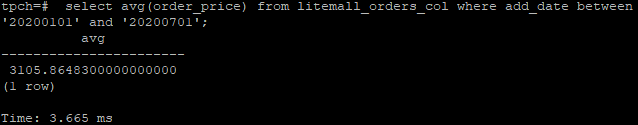 tpch=#  select avg(order_price) from litemall_orders_col where add_date between
'20200101' and '20200701';
avg
-----------------------
3105.8648300000000000
(1 row)
Time: 3.665 ms